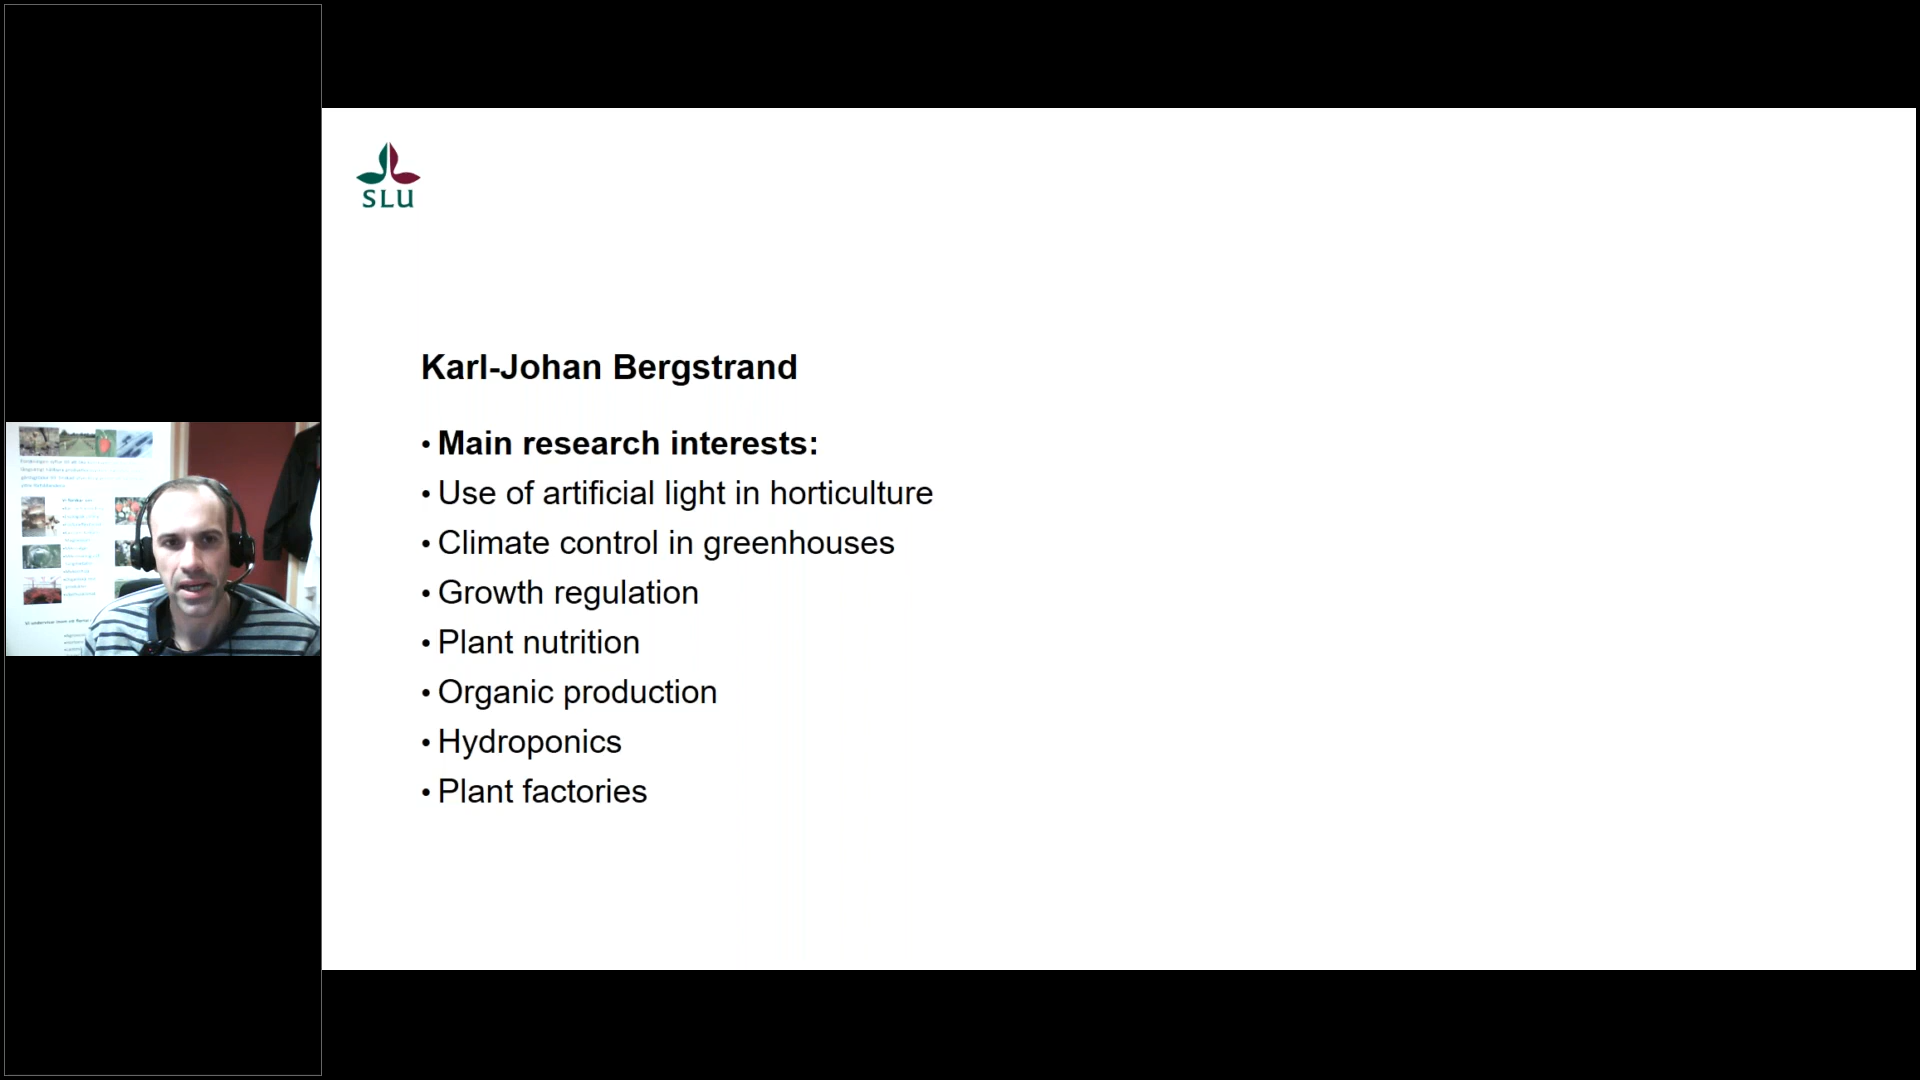 SLU
Karl-Johan Bergstrand
• Main research interests:
• Use of artificial light in horticulture
• Climate control in greenhouses
• Growth regulation
• Plant nutrition
• Organic production
• Hydroponics
• Plant factories